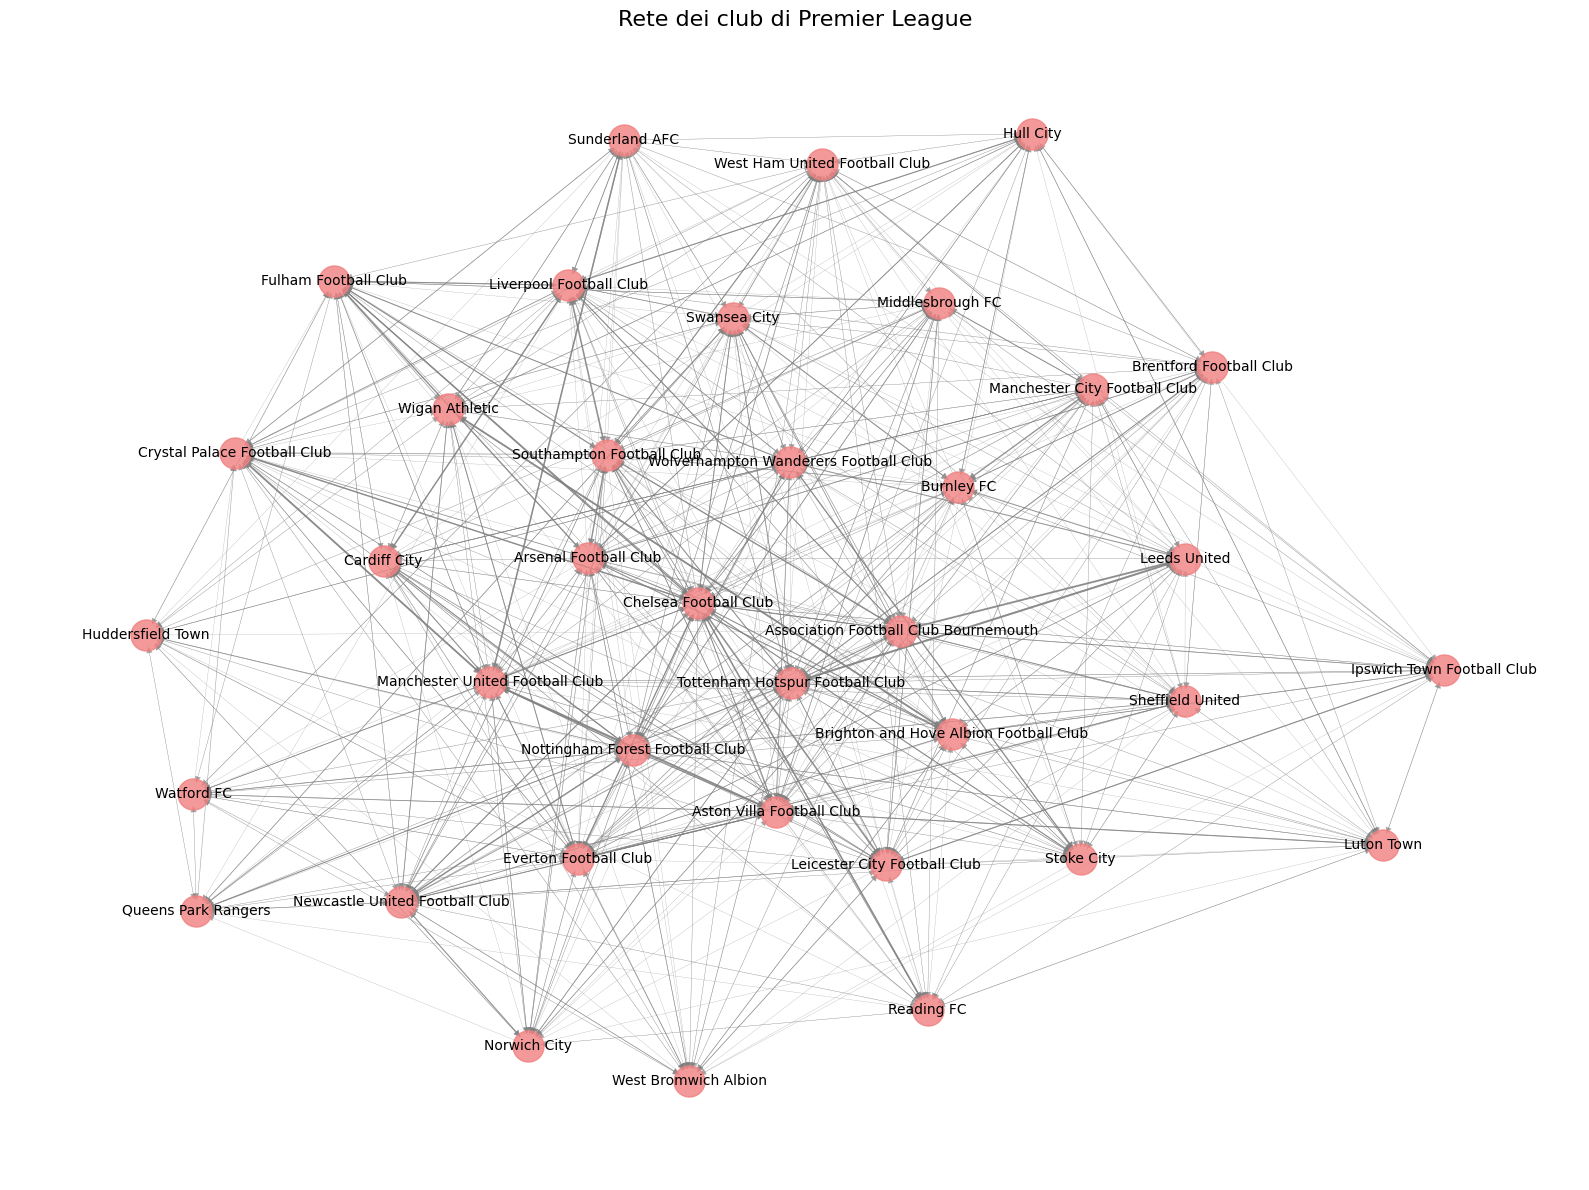 Rete dei club di Premier League
Hull City
Sunderland AFC
West Ham United Football Club
Fulham Football Club
Liverpool Football Club
Middlesbrough FC
Swansea City
Brentford Football Club
Manchester City Football Club
Wigan Athletic
Crystal Palace Football Club
Southampton Football Club
Wolverhampton Wanderers Football Club
Burnley FC
Arsenal Football Club
Leeds United
Cardiff City
Chelsea Football Club
Association Football Club Bournemouth
Huddersfield Town
Ipswich Town Football Club
Manchester United Football Club
Tottenham Hotspur Football Club
Sheffield United
Brighton and Hove Albion Football Club
Nottingham Forest Football Club
Watford FC
Aston Villa Football Club
Luton Town
Everton Football Club
Stoke City
Leicester City Football Club
Newcastle United Football Club
Queens Park Rangers
Reading FC
Norwich City
West Bromwich Albion